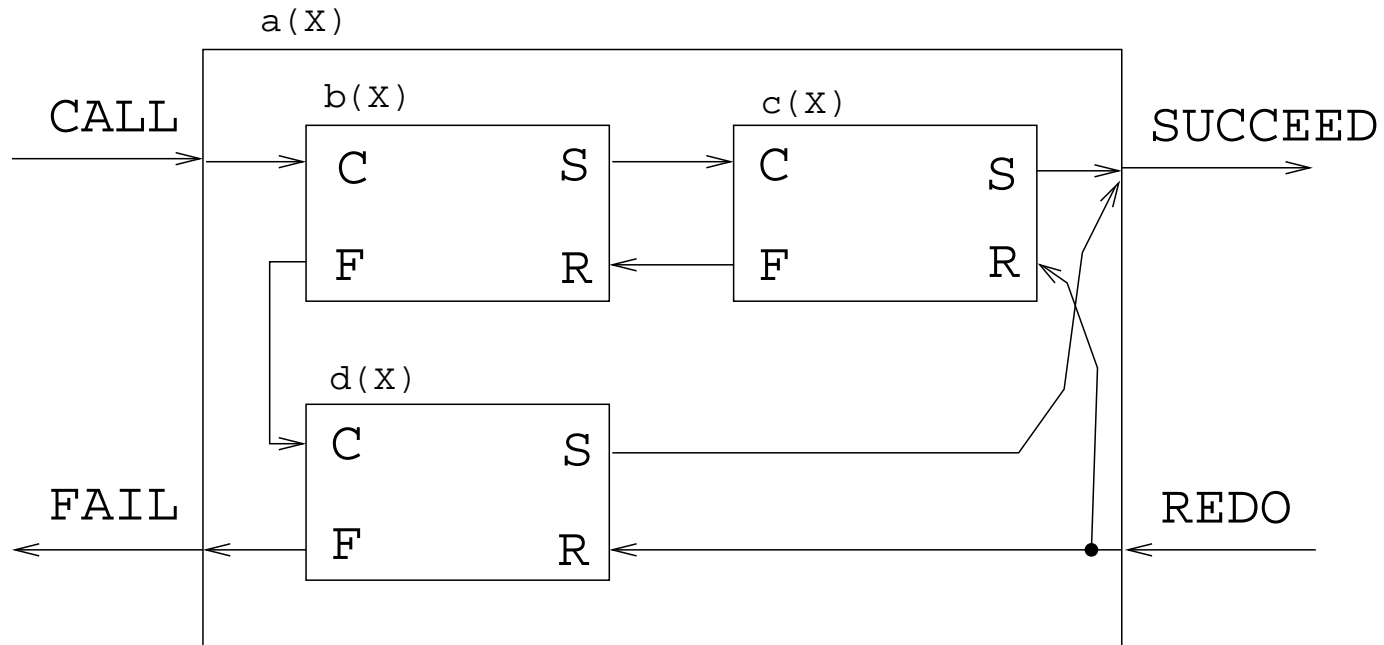 a(X)
CALL
b(X)
c(X)
SUCCEED
C S
C S
F R
F R
d(X)
C S
FAIL
F R
REDO